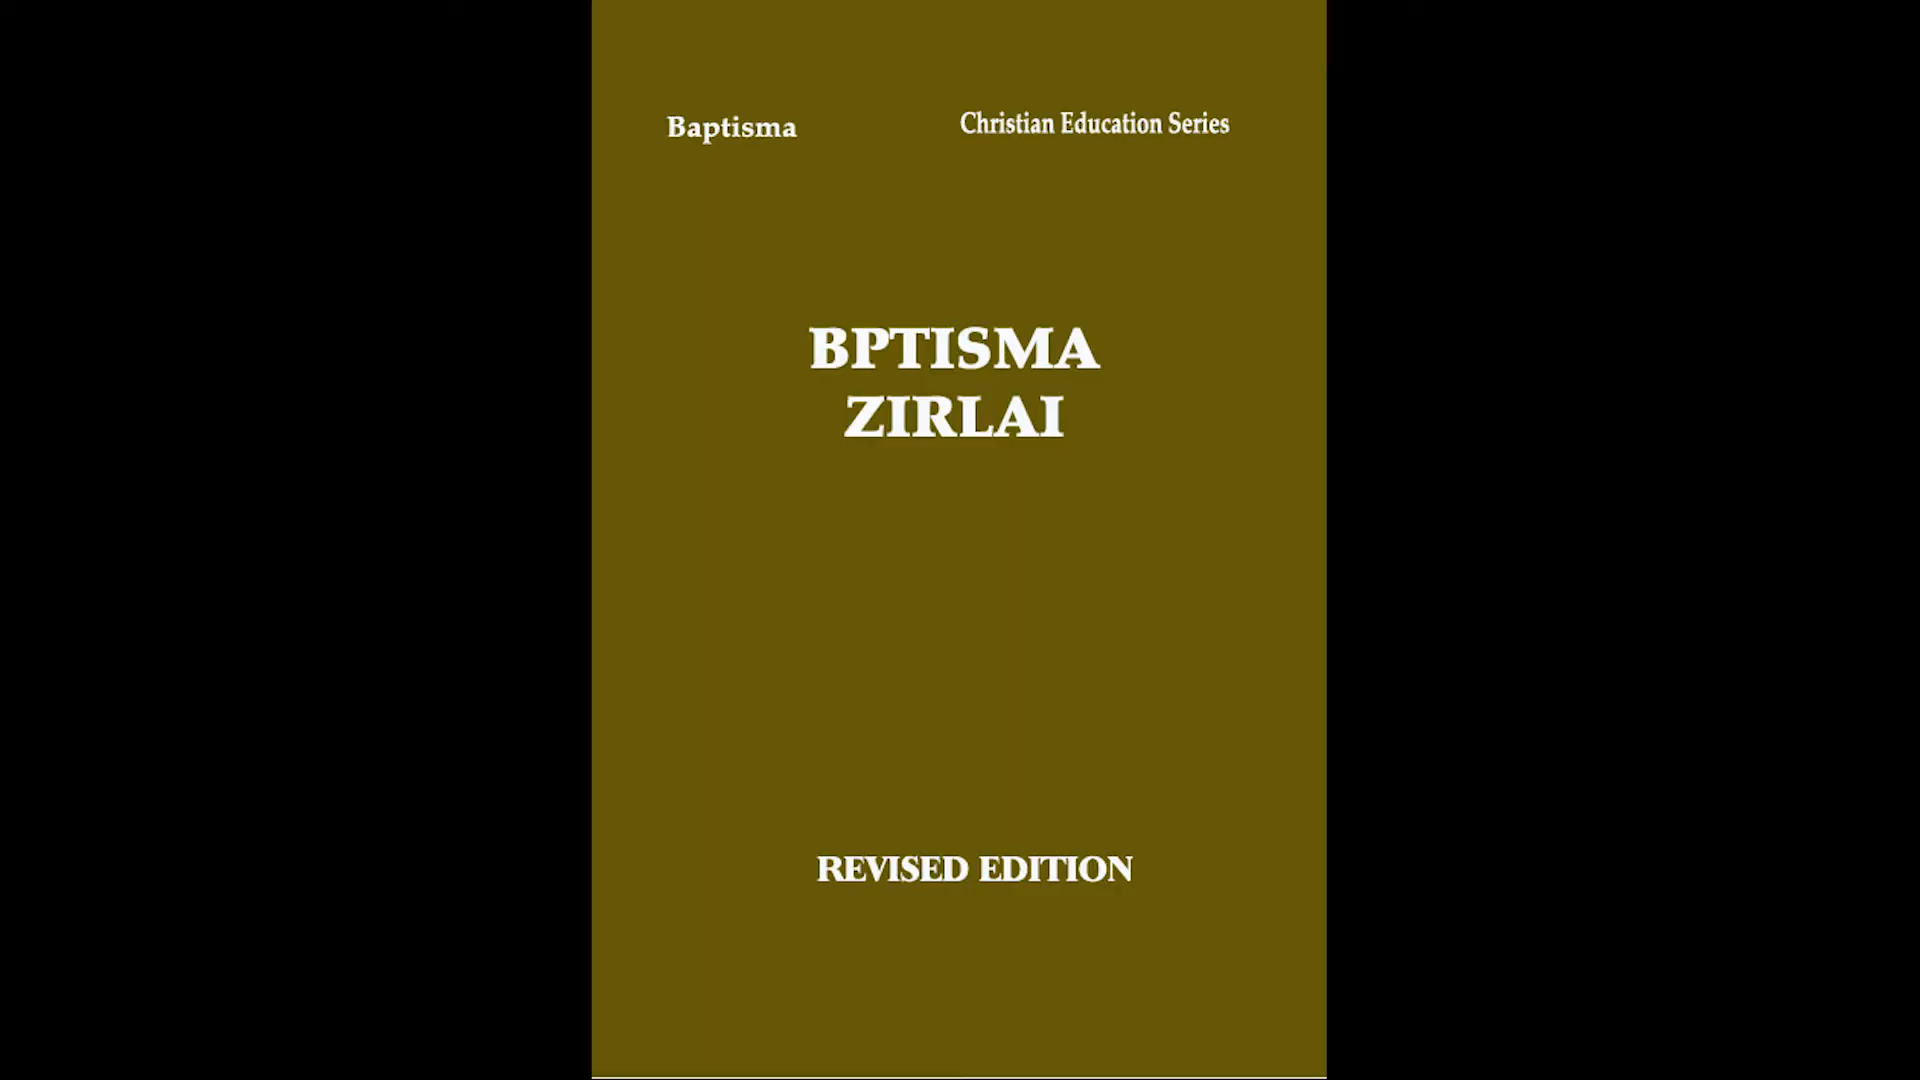 Baptisma
Christian Education Series
BPTISMA
ZIRLAI
REVISED EDITION